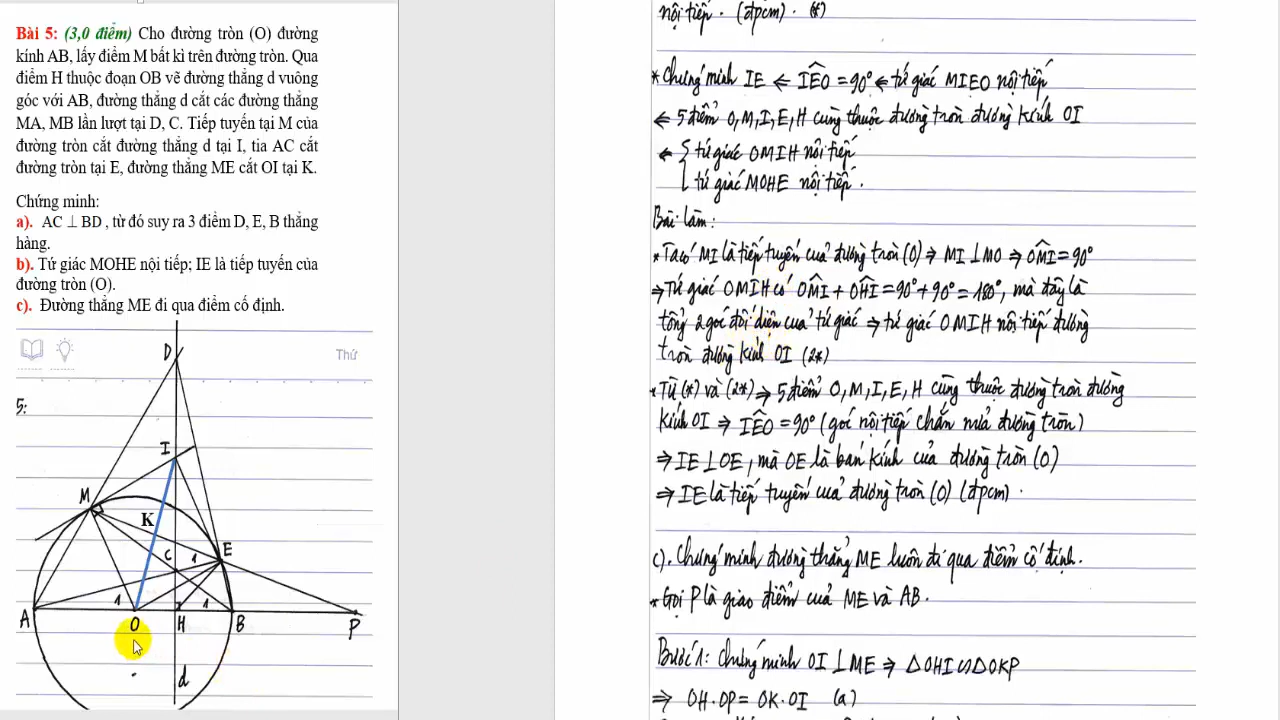 Bài 5: (3,0 điểm) Cho đường tròn (O) đường
kính AB, lấy điểm M bất kì trên đường tròn. Qua
điểm H thuộc đoạn OB vẽ đường thẳng d vuông
góc với AB, đường thẳng d cắt các đường thẳng
MA, MB lần lượt tại D, C. Tiếp tuyến tại M của
đường tròn cắt đường thẳng d tại I, tia AC cắt
đường tròn tại E, đường thẳng ME cắt OI tại K.
Chứng minh:
a). AC ⊥ BD , từ đó suy ra 3 điểm D, E, B thẳng
hàng.
b). Tứ giác MOHE nội tiếp; IE là tiếp tuyến của
đường tròn (O).
c). Đường thẳng ME đi qua điểm cố định.
Thứ
5:
D
I
M
K
E
C
1
1
1
A
O
H
B
P
d
nội tiếp. (đpcm). (*)
* Chứng minh IE ⇐ IÊO = 90° ⇐ tứ giác MIEO nội tiếp
⇐ 5 điểm O, M, I, E, H cùng thuộc đường tròn đường kính OI
⇐ { tứ giác OMIH nội tiếp
tứ giác MOHE nội tiếp.
Bài làm:
* Ta có MI là tiếp tuyến của đường tròn (O) ⇒ MI ⊥ MO ⇒ OM̂I = 90°
⇒ Tứ giác OMIH có OM̂I + OĤI = 90° + 90° = 180°, mà đây là
tổng 2 góc đối diện của tứ giác ⇒ tứ giác OMIH nội tiếp đường
tròn đường kính OI (2*)
* Từ (*) và (2*) ⇒ 5 điểm O, M, I, E, H cùng thuộc đường tròn đường
kính OI ⇒ IÊO = 90° (góc nội tiếp chắn nửa đường tròn)
⇒ IE ⊥ OE, mà OE là bán kính của đường tròn (O)
⇒ IE là tiếp tuyến của đường tròn (O) (đpcm).
c). Chứng minh đường thẳng ME luôn đi qua điểm cố định.
* Gọi P là giao điểm của ME và AB.
Bước 1: Chứng minh OI ⊥ ME ⇒ △OHI ∽ △OKP
⇒ OH.OP = OK.OI (a)